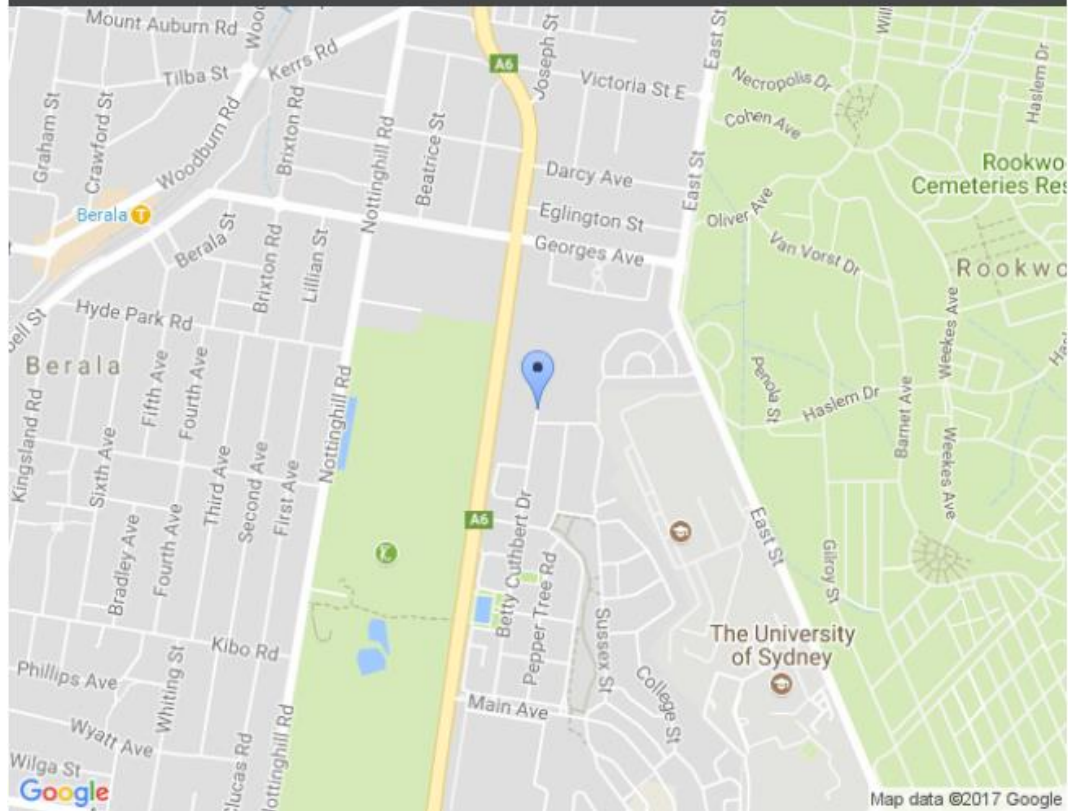 Mount Auburn Rd
Tilba St
Kerrs Rd
A6
Joseph St
East St
Victoria St E
Necropolis Dr
Cohen Ave
Haslem Dr
Graham St
Crawford St
Woodburn Rd
Brixton Rd
Nottinghill Rd
Beatrice St
Darcy Ave
East St
Rookwo
Cemeteries Res
Berala T
Eglington St
Oliver Ave
Berala St
Georges Ave
Van Vorst Dr
Rookwo
Brixton Rd
Lillian St
Hyde Park Rd
Weekes Ave
Berala
Fifth Ave
Fourth Ave
Nottinghill Rd
Penola St
Haslem Dr
Barnet Ave
Kingsland Rd
Sixth Ave
Third Ave
Second Ave
First Ave
Weekes Ave
Bradley Ave
Fourth Ave
A6
East St
Betty Cuthbert Dr
Pepper Tree Rd
Gilroy St
Sussex St
The University
of Sydney
Kibo Rd
Phillips Ave
Whiting St
College St
Main Ave
Wyatt Ave
Wilga St
Google
Map data ©2017 Google